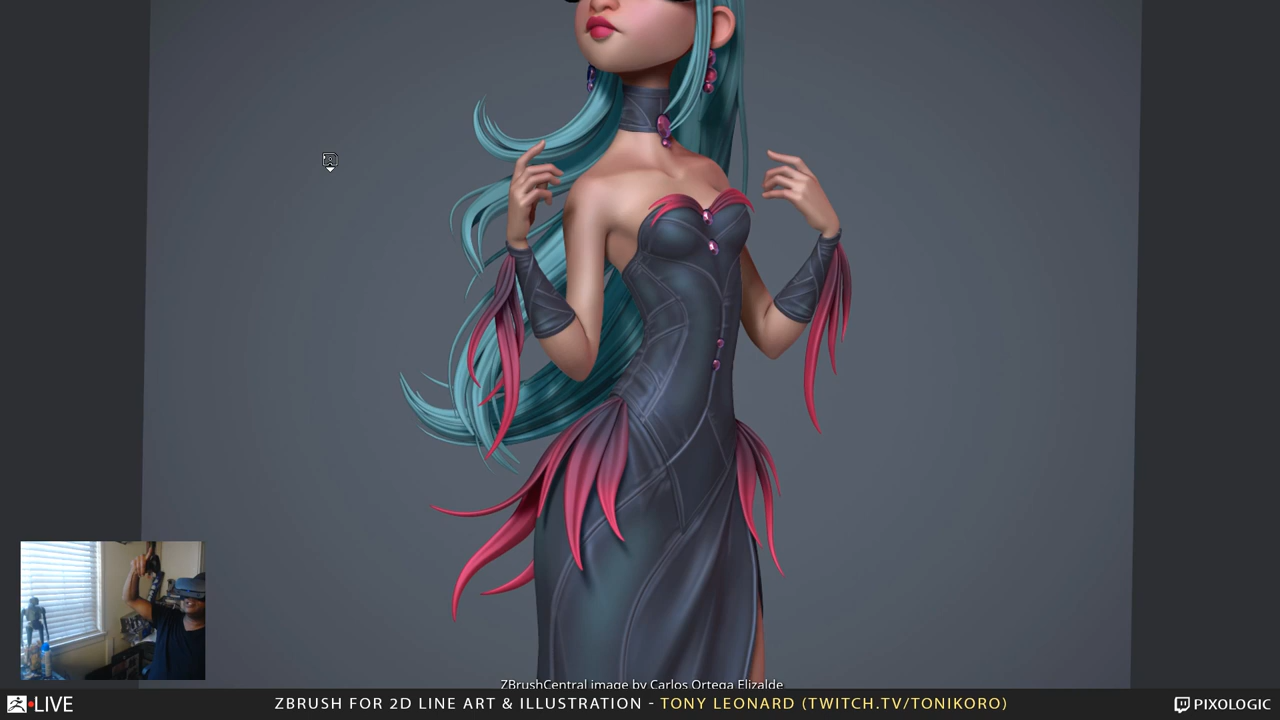 ZBrushCentral image by Carlos Ortega Elizalde
LIVE
ZBRUSH FOR 2D LINE ART & ILLUSTRATION - TONY LEONARD (TWITCH.TV/TONIKORO)
PIXOLOGIC